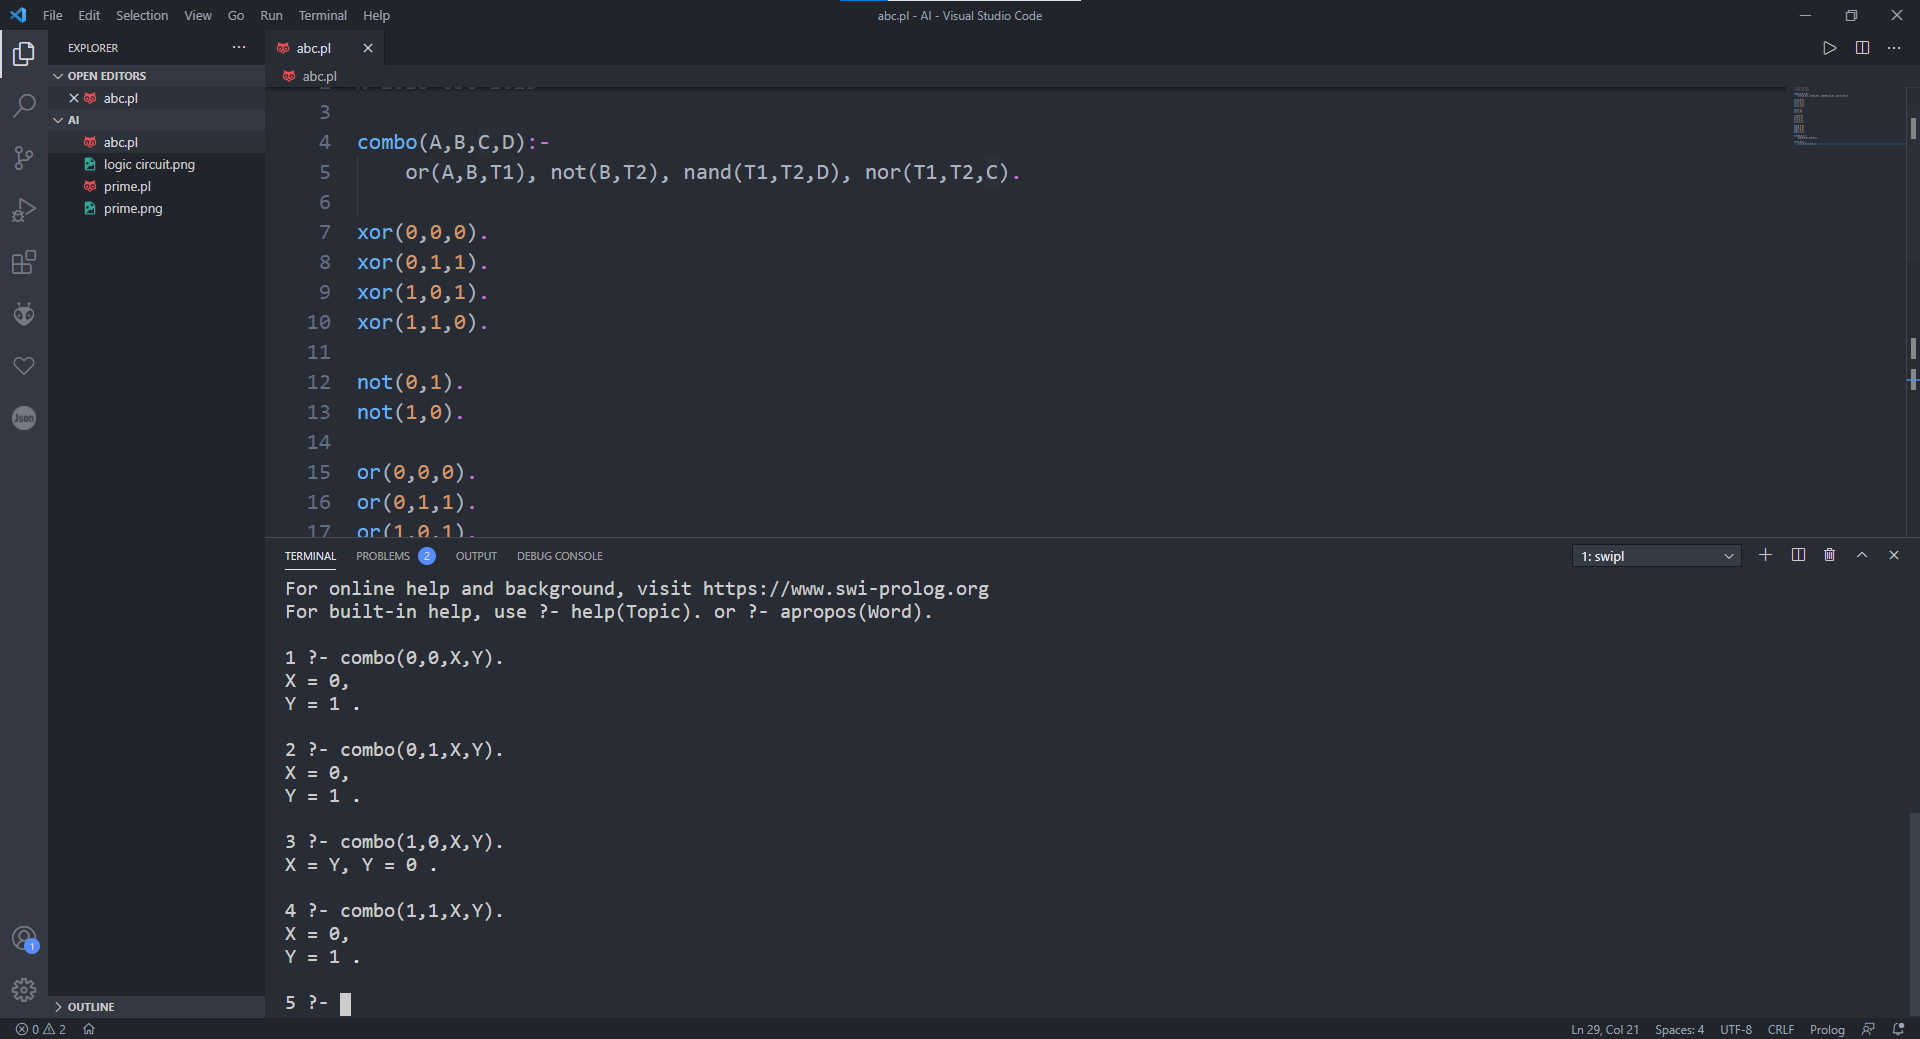 File Edit Selection View Go Run Terminal Help
abc.pl - AI - Visual Studio Code
EXPLORER
OPEN EDITORS
abc.pl
AI
abc.pl
logic circuit.png
prime.pl
prime.png
Json
1
OUTLINE
abc.pl
abc.pl
3
4 combo(A,B,C,D):-
5 or(A,B,T1), not(B,T2), nand(T1,T2,D), nor(T1,T2,C).
6
7 xor(0,0,0).
8 xor(0,1,1).
9 xor(1,0,1).
10 xor(1,1,0).
11
12 not(0,1).
13 not(1,0).
14
15 or(0,0,0).
16 or(0,1,1).
17 or(1,0,1).
TERMINAL PROBLEMS 2 OUTPUT DEBUG CONSOLE
1: swipl
For online help and background, visit https://www.swi-prolog.org
For built-in help, use ?- help(Topic). or ?- apropos(Word).
1 ?- combo(0,0,X,Y).
X = 0,
Y = 1 .
2 ?- combo(0,1,X,Y).
X = 0,
Y = 1 .
3 ?- combo(1,0,X,Y).
X = Y, Y = 0 .
4 ?- combo(1,1,X,Y).
X = 0,
Y = 1 .
5 ?-
0 2
Ln 29, Col 21 Spaces: 4 UTF-8 CRLF Prolog